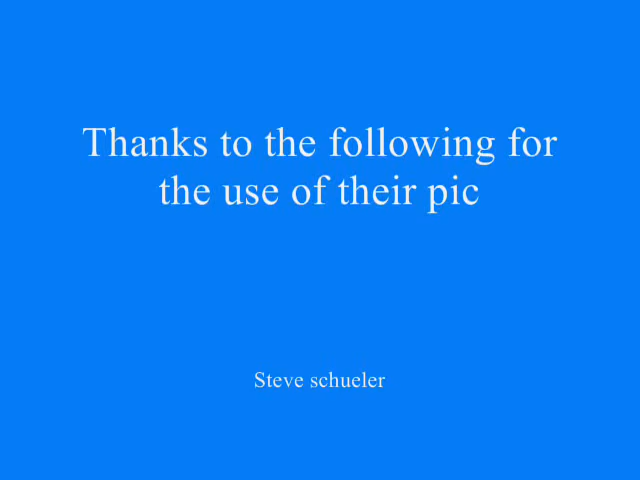 Thanks to the following for
the use of their pic
Steve schueler